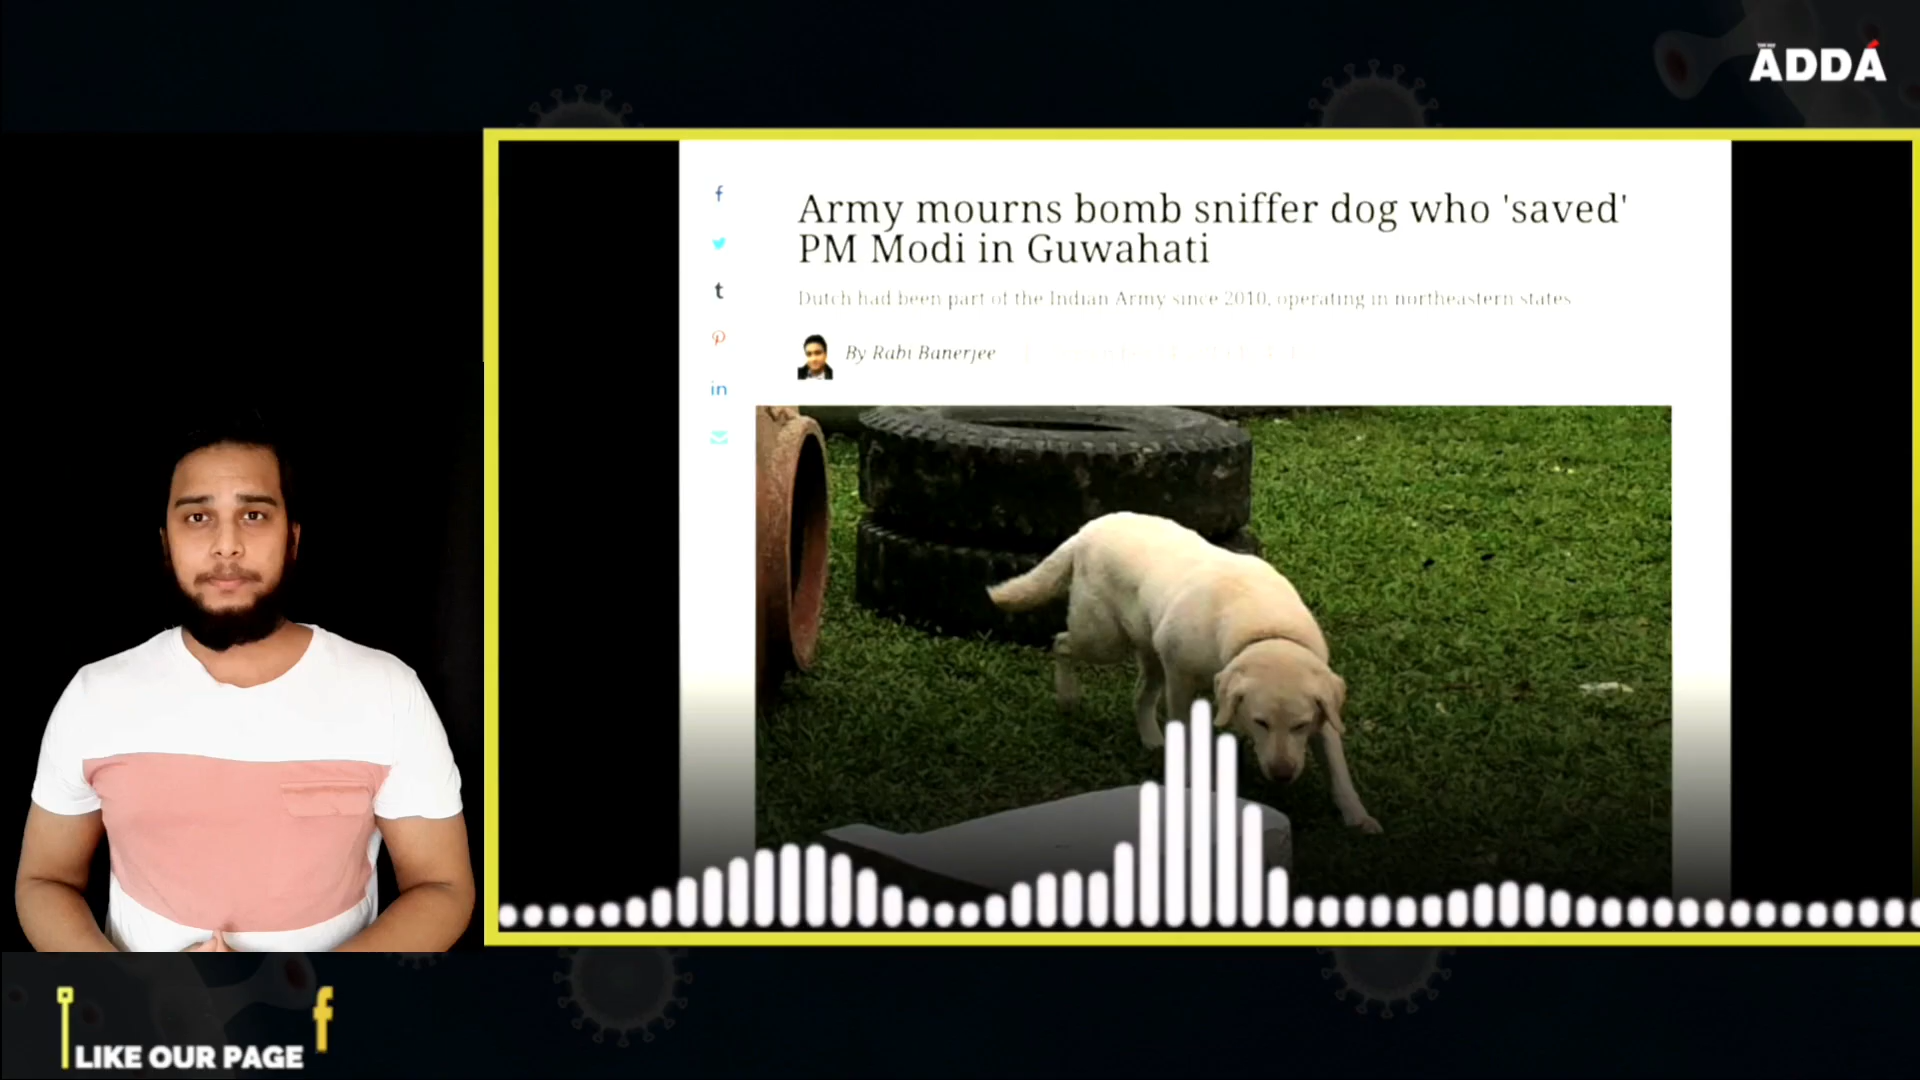 ADDA
f
Army mourns bomb sniffer dog who 'saved'
PM Modi in Guwahati
t
Dutch had been part of the Indian Army since 2010, operating in northeastern states
By Rabi Banerjee
in
f
LIKE OUR PAGE